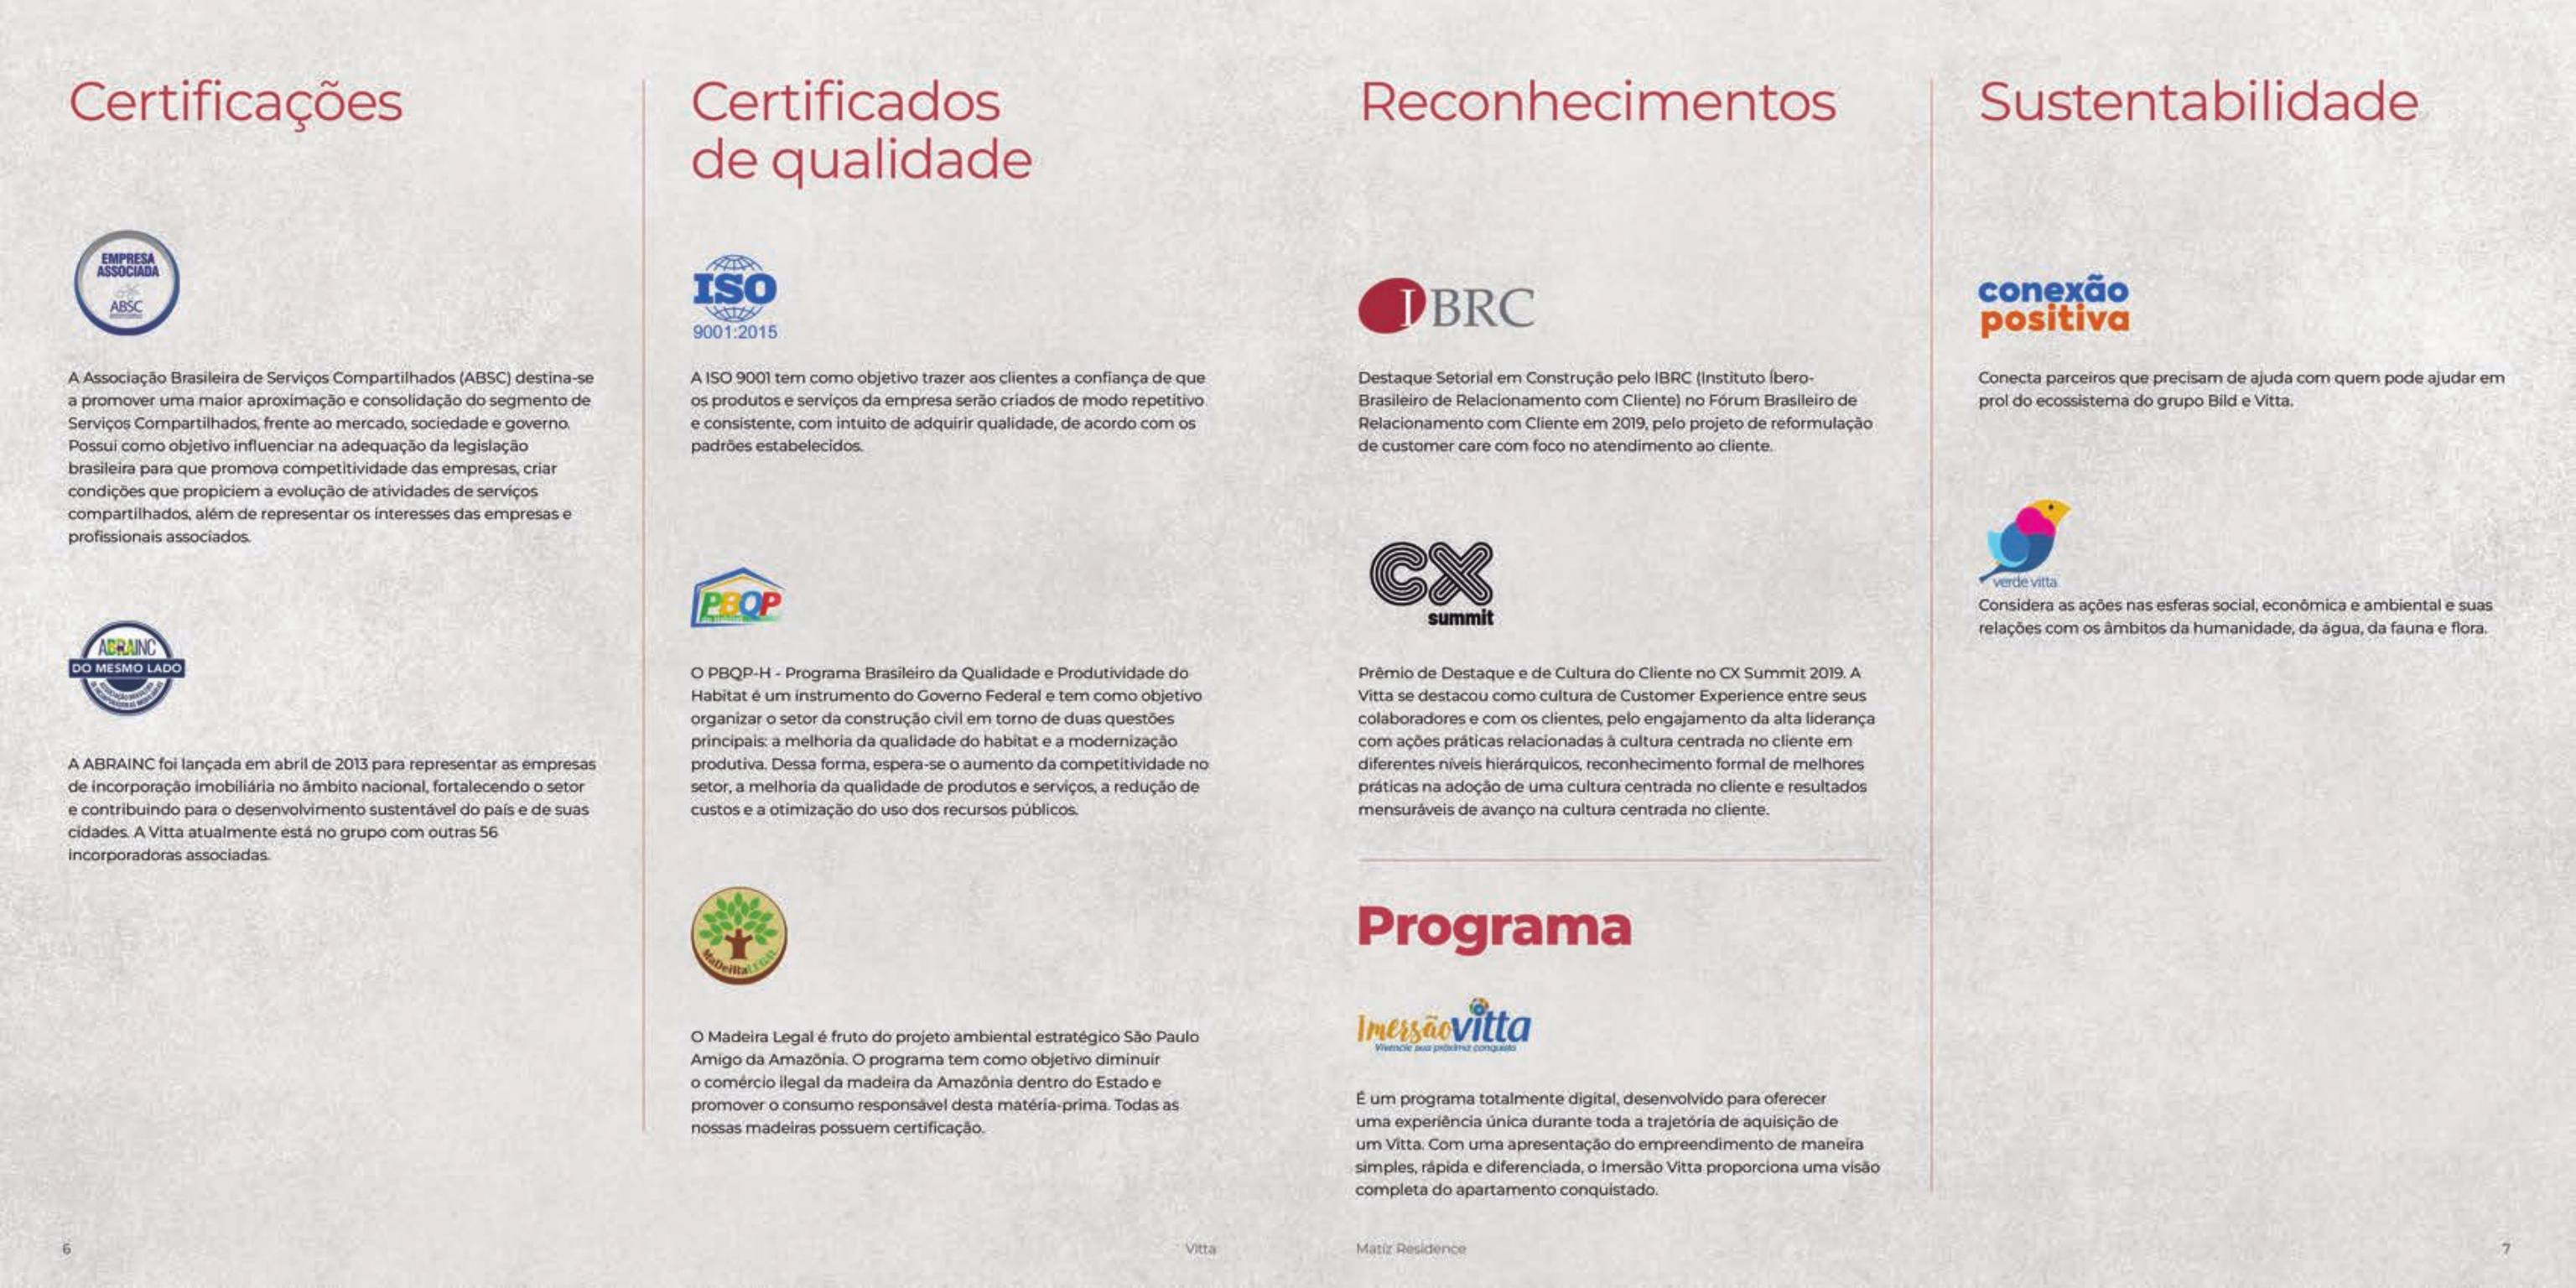 Certificações
EMPRESA
ASSOCIADA
ABSC
A Associação Brasileira de Serviços Compartilhados (ABSC) destina-se
a promover uma maior aproximação e consolidação do segmento de
Serviços Compartilhados, frente ao mercado, sociedade e governo.
Possui como objetivo influenciar na adequação da legislação
brasileira para que promova competitividade das empresas, criar
condições que propiciem a evolução de atividades de serviços
compartilhados, além de representar os interesses das empresas e
profissionais associados.
ABRAINC
DO MESMO LADO
A ABRAINC foi lançada em abril de 2013 para representar as empresas
de incorporação imobiliária no âmbito nacional, fortalecendo o setor
e contribuindo para o desenvolvimento sustentável do país e de suas
cidades. A Vitta atualmente está no grupo com outras 56
incorporadoras associadas.
Certificados
de qualidade
ISO
9001:2015
A ISO 9001 tem como objetivo trazer aos clientes a confiança de que
os produtos e serviços da empresa serão criados de modo repetitivo
e consistente, com intuito de adquirir qualidade, de acordo com os
padrões estabelecidos.
PBQP
O PBQP-H - Programa Brasileiro da Qualidade e Produtividade do
Habitat é um instrumento do Governo Federal e tem como objetivo
organizar o setor da construção civil em torno de duas questões
principais: a melhoria da qualidade do habitat e a modernização
produtiva. Dessa forma, espera-se o aumento da competitividade no
setor, a melhoria da qualidade de produtos e serviços, a redução de
custos e a otimização do uso dos recursos públicos.
MaDeiRa LEGAL
O Madeira Legal é fruto do projeto ambiental estratégico São Paulo
Amigo da Amazônia. O programa tem como objetivo diminuir
o comércio ilegal da madeira da Amazônia dentro do Estado e
promover o consumo responsável desta matéria-prima. Todas as
nossas madeiras possuem certificação.
Reconhecimentos
IBRC
Destaque Setorial em Construção pelo IBRC (Instituto Íbero-
Brasileiro de Relacionamento com Cliente) no Fórum Brasileiro de
Relacionamento com Cliente em 2019, pelo projeto de reformulação
de customer care com foco no atendimento ao cliente.
CX
summit
Prêmio de Destaque e de Cultura do Cliente no CX Summit 2019. A
Vitta se destacou como cultura de Customer Experience entre seus
colaboradores e com os clientes, pelo engajamento da alta liderança
com ações práticas relacionadas à cultura centrada no cliente em
diferentes níveis hierárquicos, reconhecimento formal de melhores
práticas na adoção de uma cultura centrada no cliente e resultados
mensuráveis de avanço na cultura centrada no cliente.
Programa
Imersão vitta
Vivencie sua próxima conquista
É um programa totalmente digital, desenvolvido para oferecer
uma experiência única durante toda a trajetória de aquisição de
um Vitta. Com uma apresentação do empreendimento de maneira
simples, rápida e diferenciada, o Imersão Vitta proporciona uma visão
completa do apartamento conquistado.
Sustentabilidade
conexão
positiva
Conecta parceiros que precisam de ajuda com quem pode ajudar em
prol do ecossistema do grupo Bild e Vitta.
verde vitta
Considera as ações nas esferas social, econômica e ambiental e suas
relações com os âmbitos da humanidade, da água, da fauna e flora.
6
Vitta
Matiz Residence
7